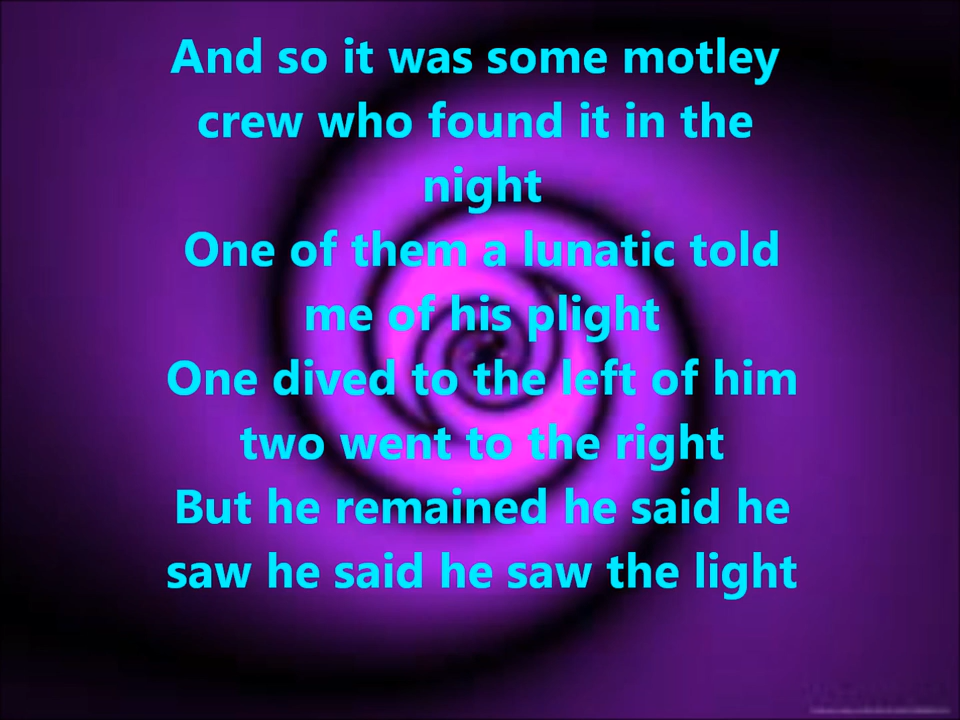 And so it was some motley
crew who found it in the
night
One of them a lunatic told
me of his plight
One dived to the left of him
two went to the right
But he remained he said he
saw he said he saw the light